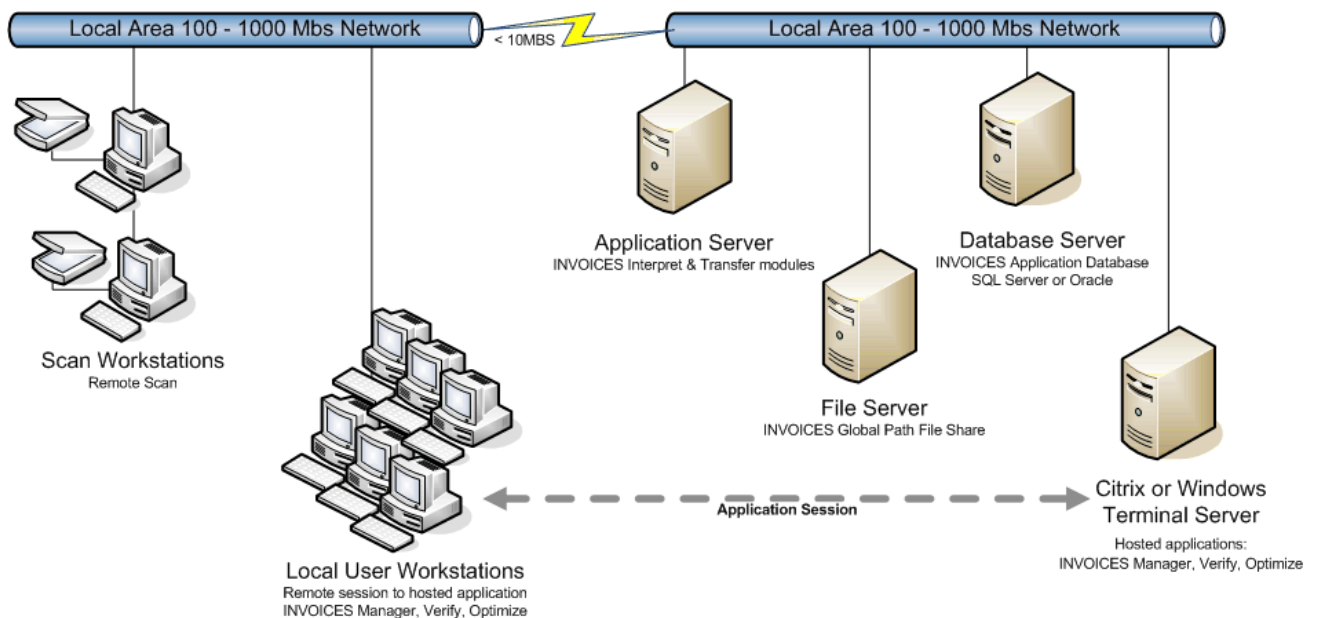 Local Area 100 - 1000 Mbs Network
< 10MBS
Local Area 100 - 1000 Mbs Network
Application Server
INVOICES Interpret & Transfer modules
Database Server
INVOICES Application Database
SQL Server or Oracle
Scan Workstations
Remote Scan
File Server
INVOICES Global Path File Share
Application Session
Citrix or Windows
Terminal Server
Hosted applications:
INVOICES Manager, Verify, Optimize
Local User Workstations
Remote session to hosted application
INVOICES Manager, Verify, Optimize